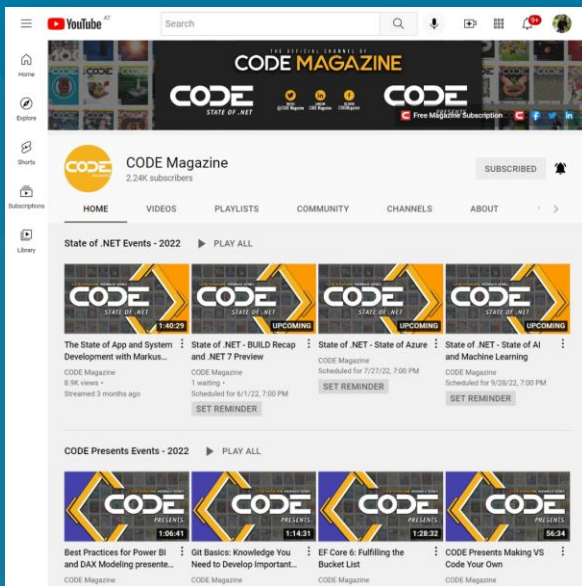 YouTube AT
Search
9+
Home
Explore
Shorts
Subscriptions
Library
THE OFFICIAL CHANNEL OF
CODE MAGAZINE
CODE
STATE OF .NET
CODE
PRESENTS
Free Magazine Subscription
CODE Magazine
2.24K subscribers
SUBSCRIBED
HOME VIDEOS PLAYLISTS COMMUNITY CHANNELS ABOUT
State of .NET Events - 2022 PLAY ALL
CODE CODE CODE CODE
STATE OF .NET STATE OF .NET STATE OF .NET STATE OF .NET
1:40:29 UPCOMING UPCOMING UPCOMING
The State of App and System
Development with Markus...
CODE Magazine
8.9K views •
Streamed 3 months ago
State of .NET - BUILD Recap
and .NET 7 Preview
CODE Magazine
1 waiting •
Scheduled for 6/1/22, 7:00 PM
SET REMINDER
State of .NET - State of Azure
CODE Magazine
Scheduled for 7/27/22, 7:00 PM
SET REMINDER
State of .NET - State of AI
and Machine Learning
CODE Magazine
Scheduled for 9/28/22, 7:00 PM
SET REMINDER
CODE Presents Events - 2022 PLAY ALL
CODE CODE CODE CODE
PRESENTS PRESENTS PRESENTS PRESENTS
1:06:41 1:14:31 1:28:32 56:34
Best Practices for Power BI
and DAX Modeling presente...
CODE Magazine
Git Basics: Knowledge You
Need to Develop Important...
CODE Magazine
EF Core 6: Fulfilling the
Bucket List
CODE Magazine
CODE Presents Making VS
Code Your Own
CODE Magazine